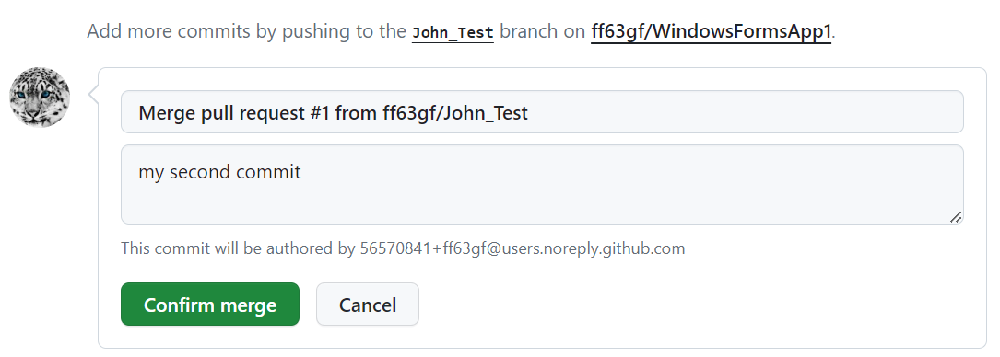 Add more commits by pushing to the John_Test branch on ff63gf/WindowsFormsApp1.
Merge pull request #1 from ff63gf/John_Test
my second commit
This commit will be authored by 56570841+ff63gf@users.noreply.github.com
Confirm merge Cancel